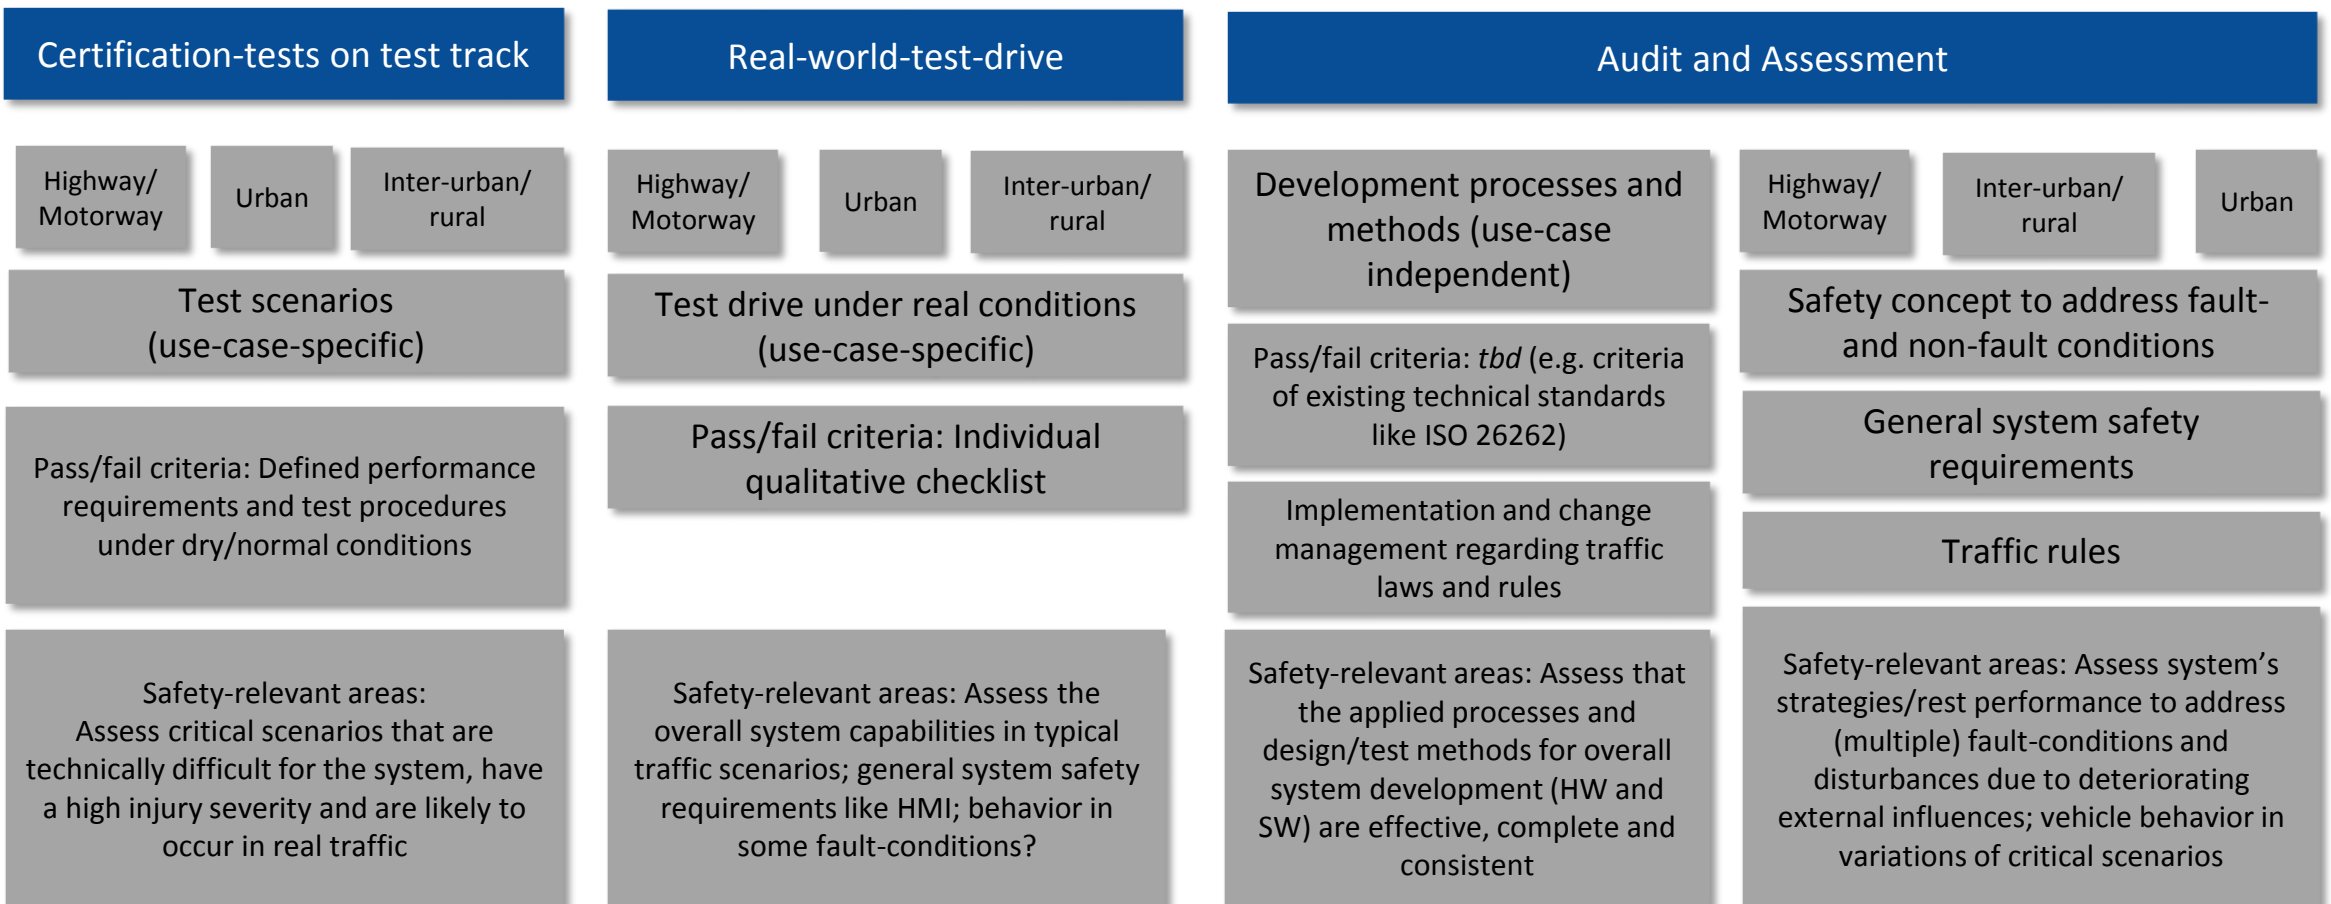 Certification-tests on test track
Real-world-test-drive
Audit and Assessment
Highway/
Motorway
Urban
Inter-urban/
rural
Test scenarios
(use-case-specific)
Pass/fail criteria: Defined performance
requirements and test procedures
under dry/normal conditions
Safety-relevant areas:
Assess critical scenarios that are
technically difficult for the system, have
a high injury severity and are likely to
occur in real traffic
Highway/
Motorway
Urban
Inter-urban/
rural
Test drive under real conditions
(use-case-specific)
Pass/fail criteria: Individual
qualitative checklist
Safety-relevant areas: Assess the
overall system capabilities in typical
traffic scenarios; general system safety
requirements like HMI; behavior in
some fault-conditions?
Development processes and
methods (use-case
independent)
Pass/fail criteria: tbd (e.g. criteria
of existing technical standards
like ISO 26262)
Implementation and change
management regarding traffic
laws and rules
Safety-relevant areas: Assess that
the applied processes and
design/test methods for overall
system development (HW and
SW) are effective, complete and
consistent
Highway/
Motorway
Inter-urban/
rural
Urban
Safety concept to address fault-
and non-fault conditions
General system safety
requirements
Traffic rules
Safety-relevant areas: Assess system's
strategies/rest performance to address
(multiple) fault-conditions and
disturbances due to deteriorating
external influences; vehicle behavior in
variations of critical scenarios